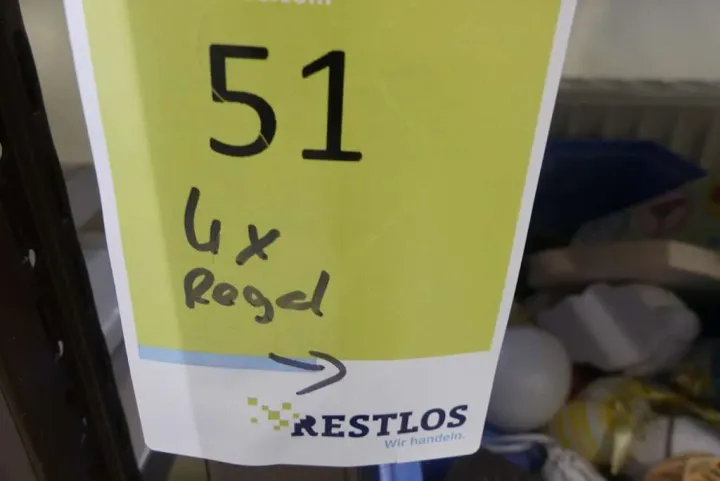 51
4x
Regal
RESTLOS
Wir handeln.